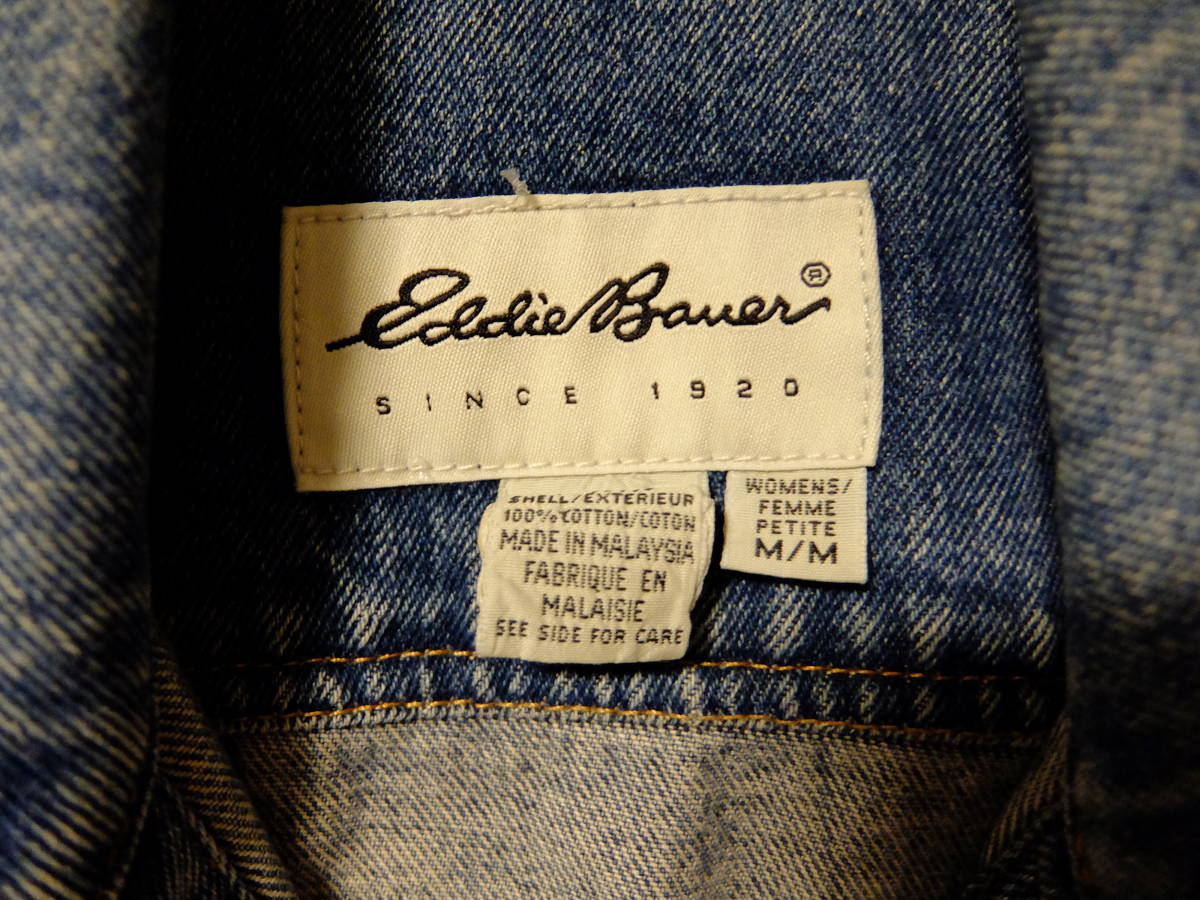 Eddie Bauer®
SINCE 1920
SHELL/EXTERIEUR
100% COTTON/COTON
MADE IN MALAYSIA
FABRIQUE EN
MALAISIE
SEE SIDE FOR CARE
WOMENS/
FEMME
PETITE
M/M